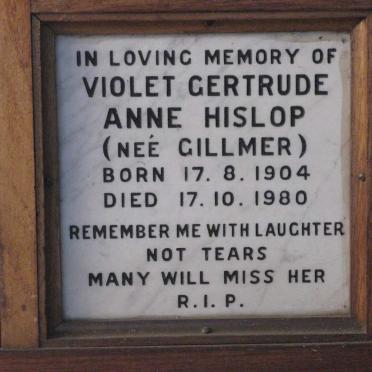 IN LOVING MEMORY OF
VIOLET GERTRUDE
ANNE HISLOP
(NEÉ GILLMER)
BORN 17. 8. 1904
DIED 17. 10. 1980
REMEMBER ME WITH LAUGHTER
NOT TEARS
MANY WILL MISS HER
R. I. P.